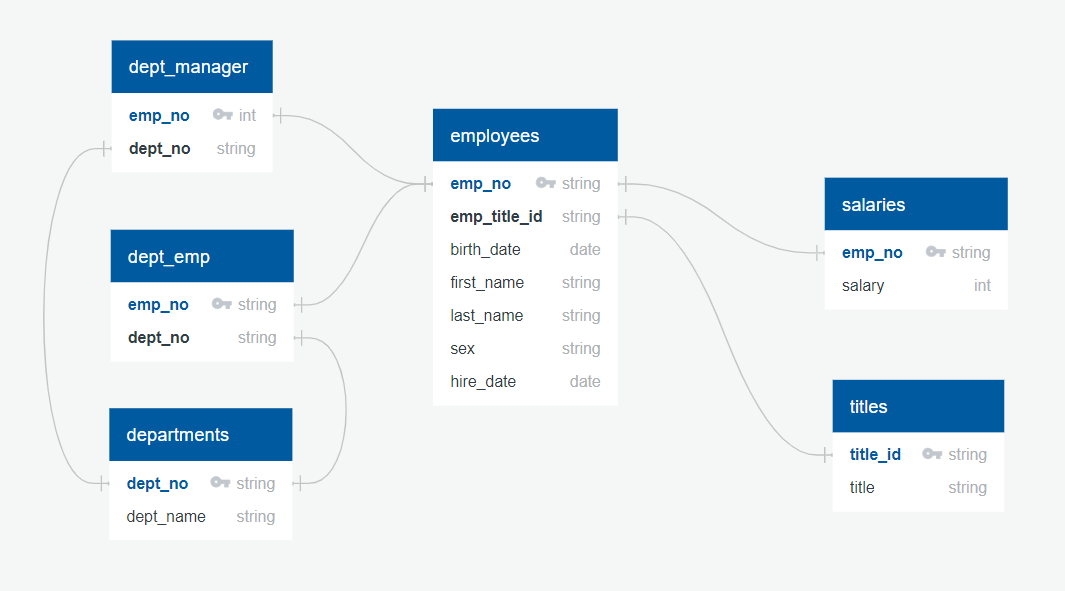 dept_manager
emp_no int
dept_no string
dept_emp
emp_no string
dept_no string
departments
dept_no string
dept_name string
employees
emp_no string
emp_title_id string
birth_date date
first_name string
last_name string
sex string
hire_date date
salaries
emp_no string
salary int
titles
title_id string
title string